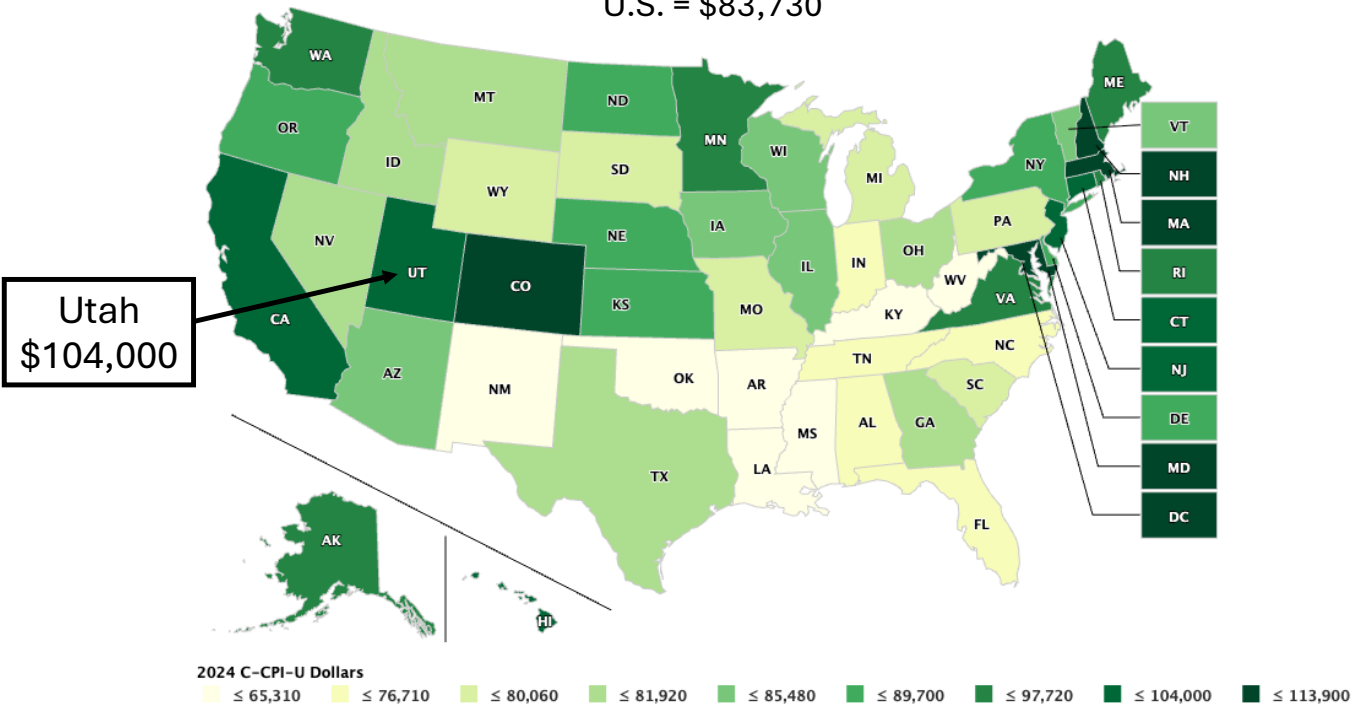 U.S. = $83,730
WA
MT
ND
MN
ME
OR
ID
WY
SD
WI
MI
NY
VT
NH
MA
RI
CT
NJ
DE
MD
DC
NV
UT
CO
NE
IA
IL
IN
OH
PA
WV
VA
Utah
$104,000
CA
KS
MO
KY
TN
NC
SC
AZ
NM
OK
AR
MS
AL
GA
LA
TX
FL
AK
HI
2024 C-CPI-U Dollars
≤ 65,310 ≤ 76,710 ≤ 80,060 ≤ 81,920 ≤ 85,480 ≤ 89,700 ≤ 97,720 ≤ 104,000 ≤ 113,900